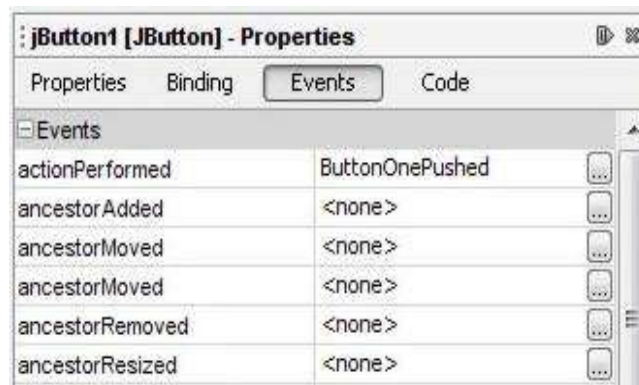 jButton1 [JButton] - Properties
Properties Binding Events Code
Events
actionPerformed ButtonOnePushed ...
ancestorAdded <none> ...
ancestorMoved <none> ...
ancestorMoved <none> ...
ancestorRemoved <none> ...
ancestorResized <none> ...